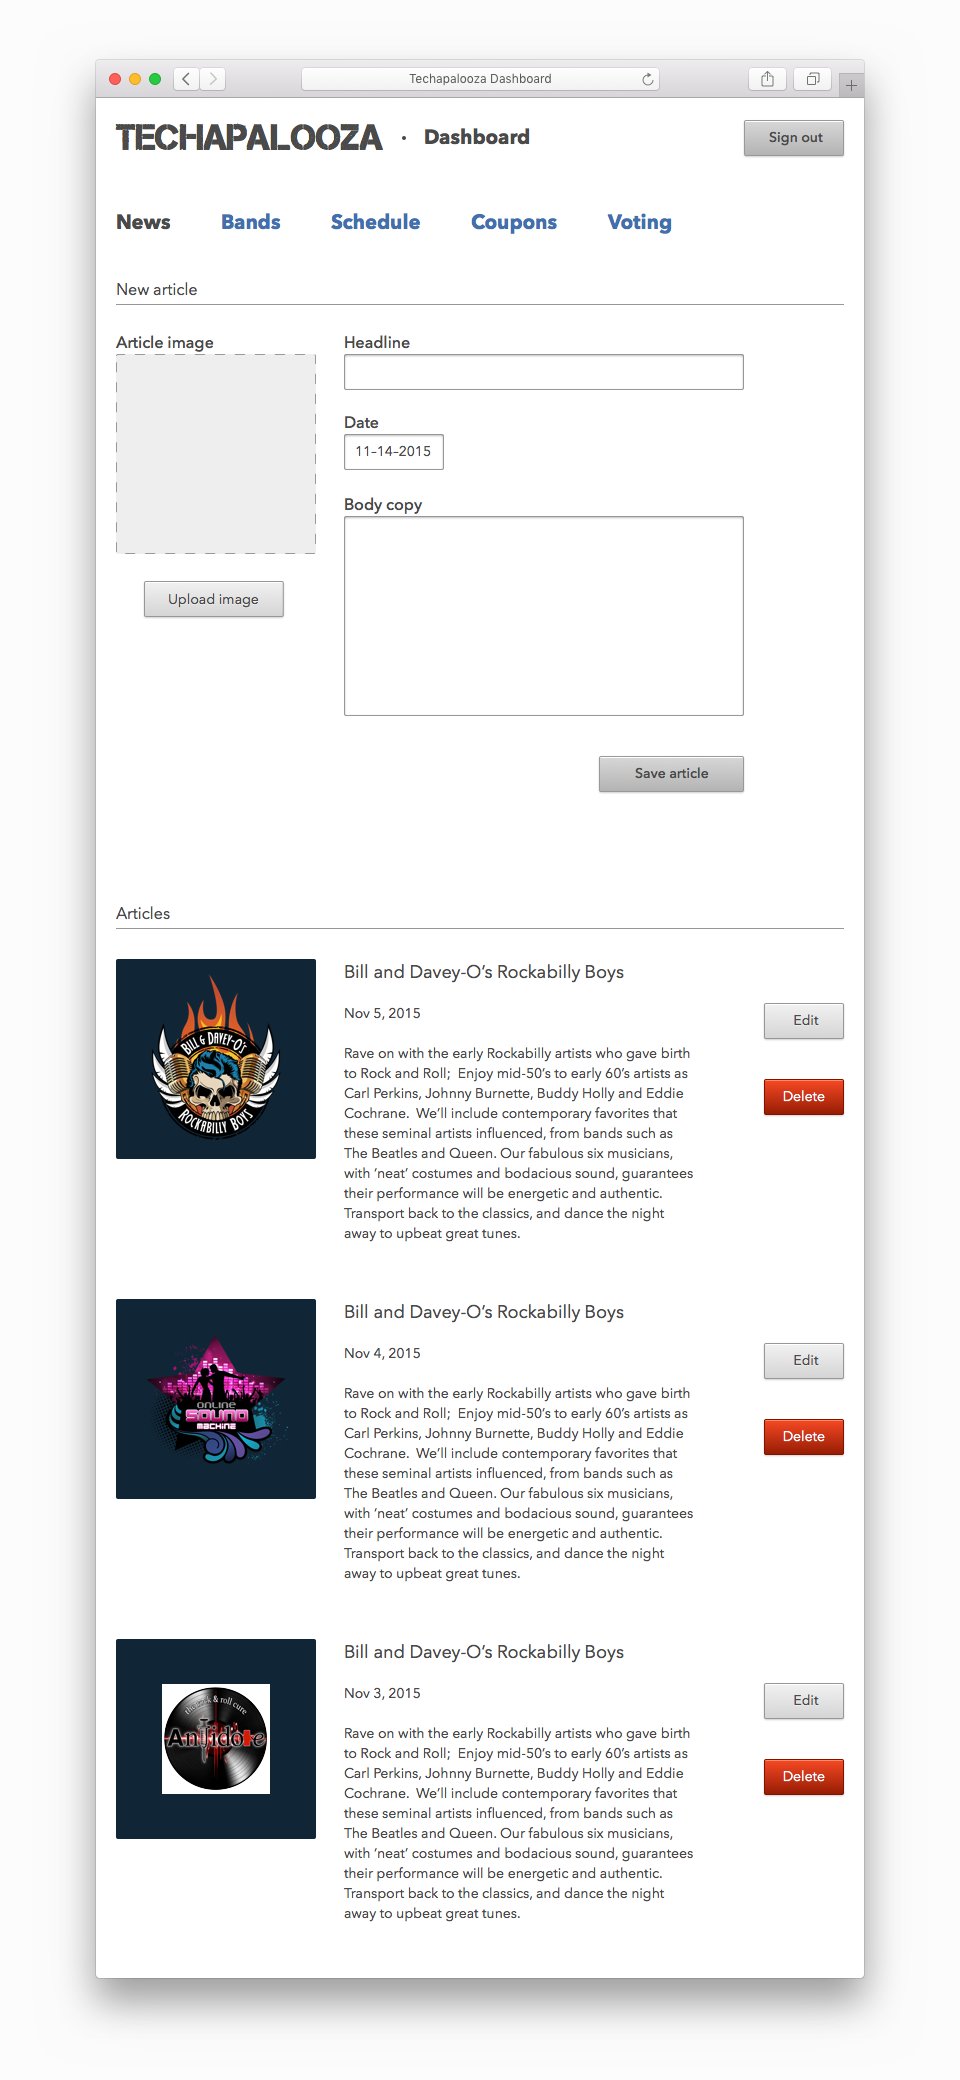 Techapalooza Dashboard
TECHAPALOOZA · Dashboard
Sign out
News Bands Schedule Coupons Voting
New article
Article image
Upload image
Headline
Date
11-14-2015
Body copy
Save article
Articles
BILL & DAVEY-O'S
ROCKABILLY BOYS
Bill and Davey-O’s Rockabilly Boys
Nov 5, 2015
Rave on with the early Rockabilly artists who gave birth
to Rock and Roll;  Enjoy mid-50’s to early 60’s artists as
Carl Perkins, Johnny Burnette, Buddy Holly and Eddie
Cochrane.  We’ll include contemporary favorites that
these seminal artists influenced, from bands such as
The Beatles and Queen. Our fabulous six musicians,
with ‘neat’ costumes and bodacious sound, guarantees
their performance will be energetic and authentic.
Transport back to the classics, and dance the night
away to upbeat great tunes.
Edit
Delete
ONLINE
SOUND
MACHINE
Bill and Davey-O’s Rockabilly Boys
Nov 4, 2015
Rave on with the early Rockabilly artists who gave birth
to Rock and Roll;  Enjoy mid-50’s to early 60’s artists as
Carl Perkins, Johnny Burnette, Buddy Holly and Eddie
Cochrane.  We’ll include contemporary favorites that
these seminal artists influenced, from bands such as
The Beatles and Queen. Our fabulous six musicians,
with ‘neat’ costumes and bodacious sound, guarantees
their performance will be energetic and authentic.
Transport back to the classics, and dance the night
away to upbeat great tunes.
Edit
Delete
the rock & roll cure
Antidote
Bill and Davey-O’s Rockabilly Boys
Nov 3, 2015
Rave on with the early Rockabilly artists who gave birth
to Rock and Roll;  Enjoy mid-50’s to early 60’s artists as
Carl Perkins, Johnny Burnette, Buddy Holly and Eddie
Cochrane.  We’ll include contemporary favorites that
these seminal artists influenced, from bands such as
The Beatles and Queen. Our fabulous six musicians,
with ‘neat’ costumes and bodacious sound, guarantees
their performance will be energetic and authentic.
Transport back to the classics, and dance the night
away to upbeat great tunes.
Edit
Delete